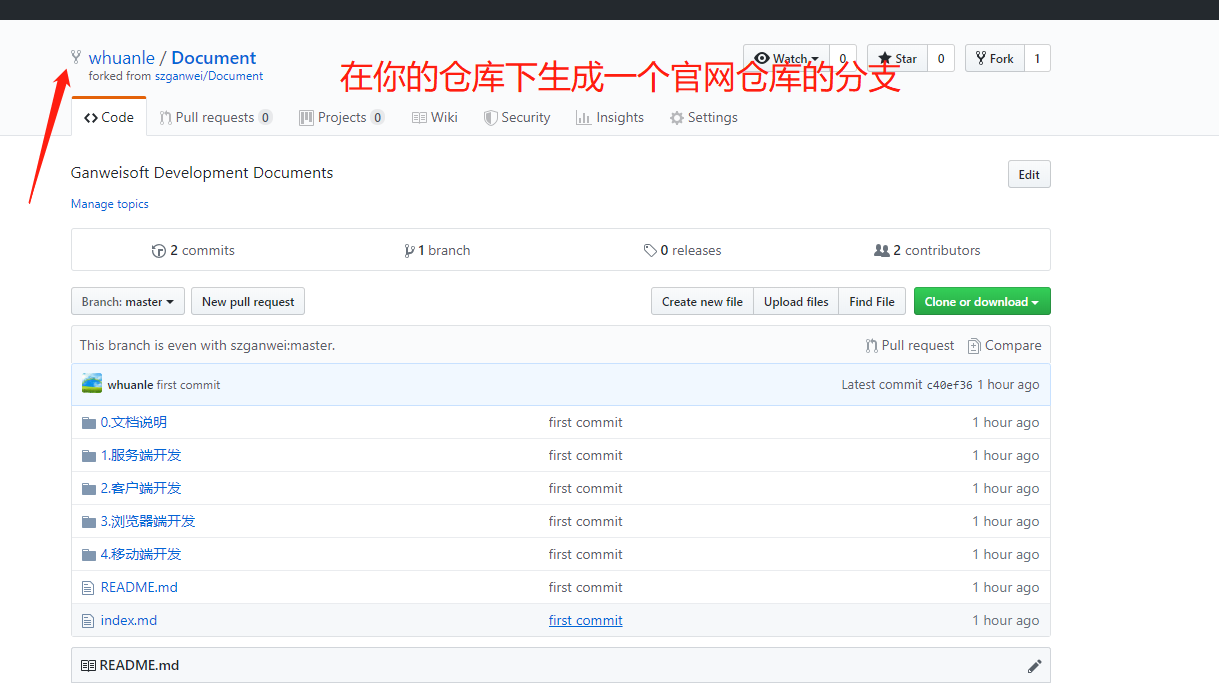 whuanle / Document
forked from szganwei/Document
在你的仓库下生成一个官网仓库的分支
Watch 0 Star 0 Fork 1
Code Pull requests 0 Projects 0 Wiki Security Insights Settings
Ganweisoft Development Documents
Edit
Manage topics
2 commits 1 branch 0 releases 2 contributors
Branch: master New pull request Create new file Upload files Find File Clone or download
This branch is even with szganwei:master. Pull request Compare
whuanle first commit Latest commit c40ef36 1 hour ago
0.文档说明 first commit 1 hour ago
1.服务端开发 first commit 1 hour ago
2.客户端开发 first commit 1 hour ago
3.浏览器端开发 first commit 1 hour ago
4.移动端开发 first commit 1 hour ago
README.md first commit 1 hour ago
index.md first commit 1 hour ago
README.md